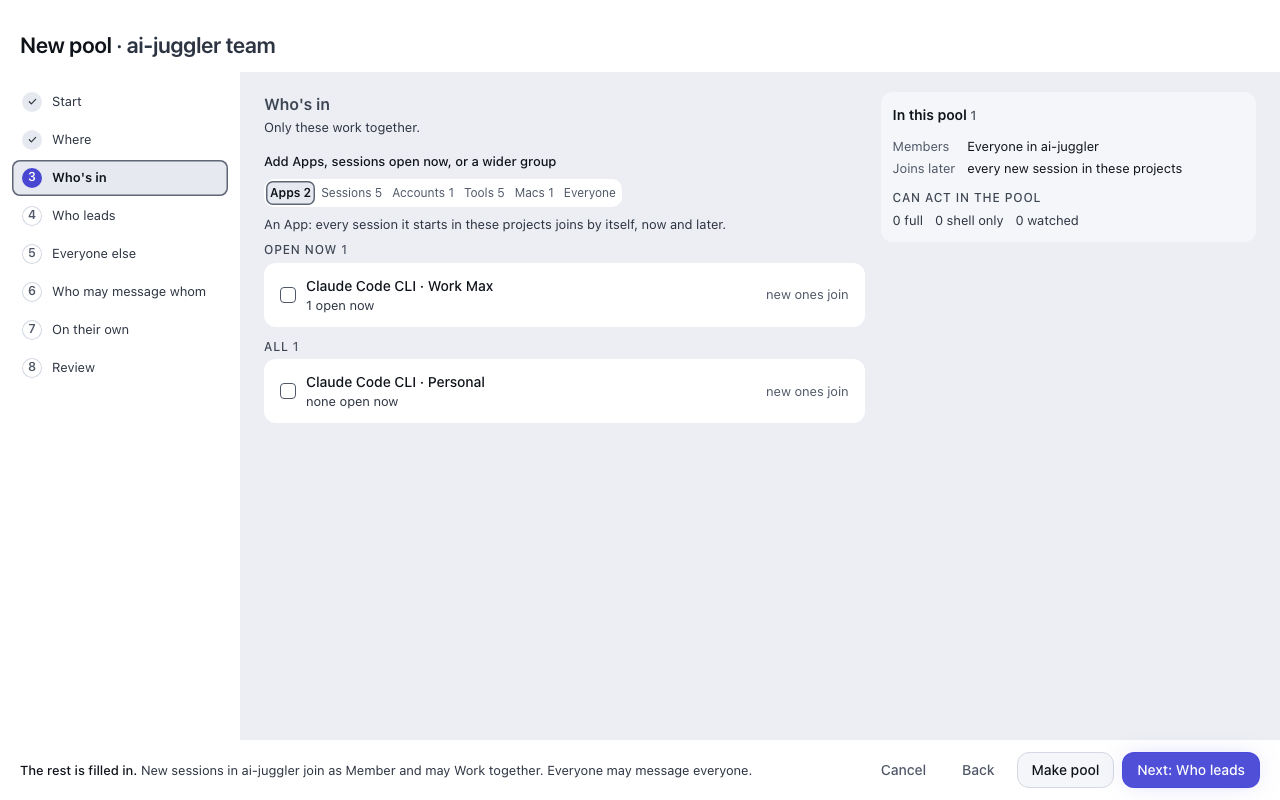 New pool · ai-juggler team
Start
Where
3 Who's in
4 Who leads
5 Everyone else
6 Who may message whom
7 On their own
8 Review
Who's in
Only these work together.
Add Apps, sessions open now, or a wider group
Apps 2 Sessions 5 Accounts 1 Tools 5 Macs 1 Everyone
An App: every session it starts in these projects joins by itself, now and later.
OPEN NOW 1
Claude Code CLI · Work Max
1 open now
new ones join
ALL 1
Claude Code CLI · Personal
none open now
new ones join
In this pool 1
Members Everyone in ai-juggler
Joins later every new session in these projects
CAN ACT IN THE POOL
0 full 0 shell only 0 watched
The rest is filled in. New sessions in ai-juggler join as Member and may Work together. Everyone may message everyone.
Cancel Back Make pool Next: Who leads